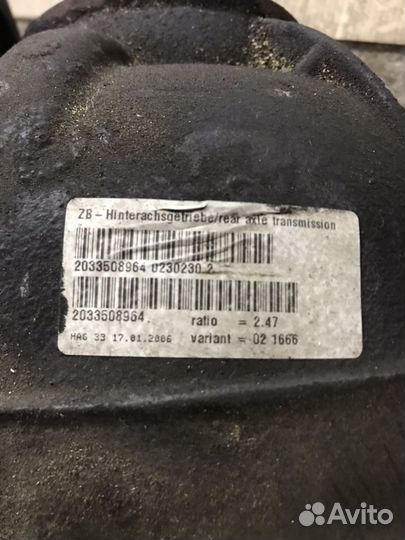 ZB - Hinterachsgetriebe/rear axle transmission
2033508964 0230230 2
2033508964 ratio = 2.47
HAG 33 17.01.2006 variant = 02 1666
Avito